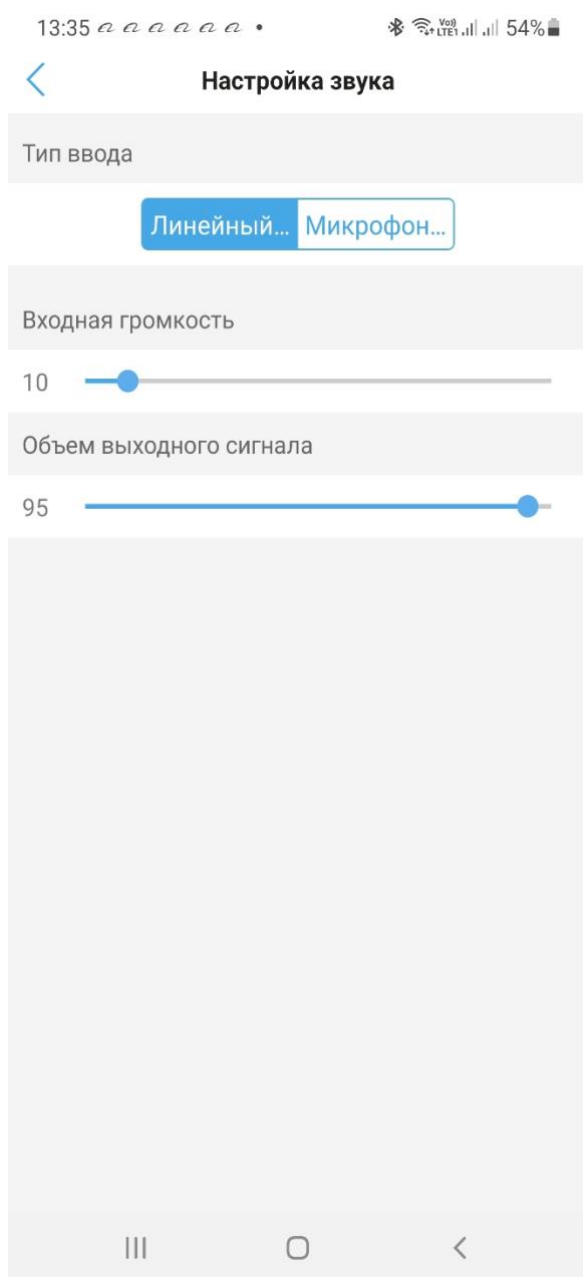 13:35 54%
Настройка звука
Тип ввода
Линейный... Микрофон...
Входная громкость
10
Объем выходного сигнала
95